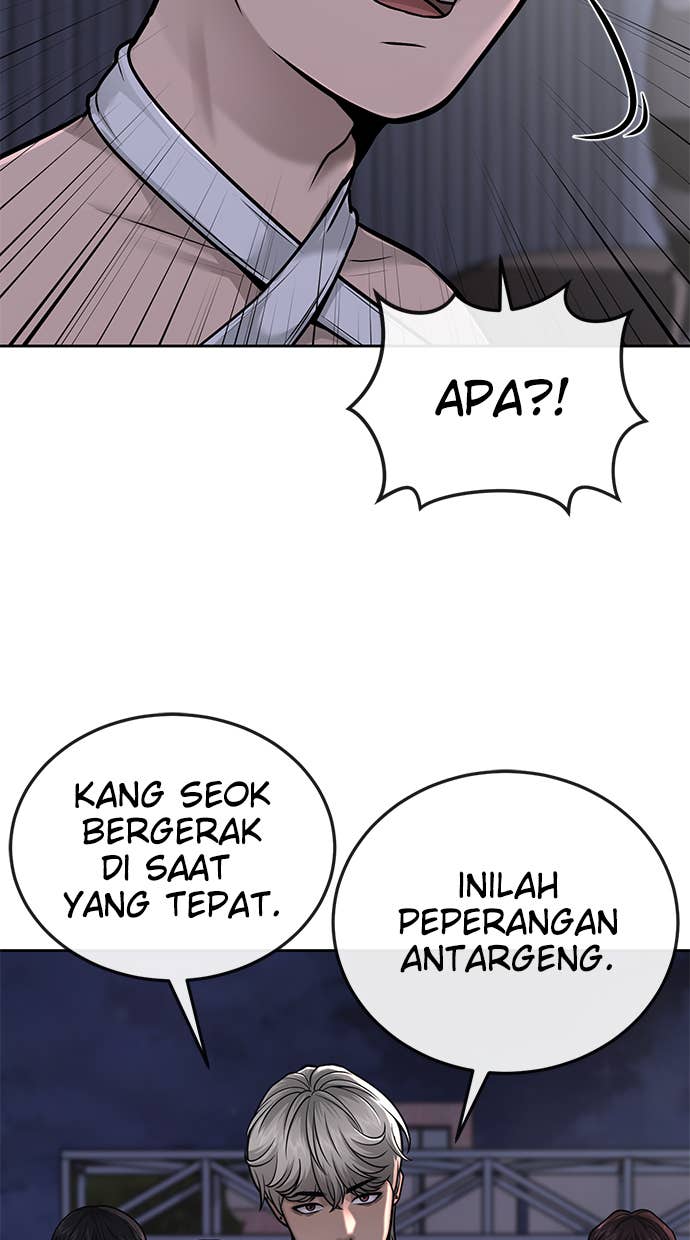 APA?!
KANG SEOK
BERGERAK
DI SAAT
YANG TEPAT.
INILAH
PEPERANGAN
ANTARGENG.